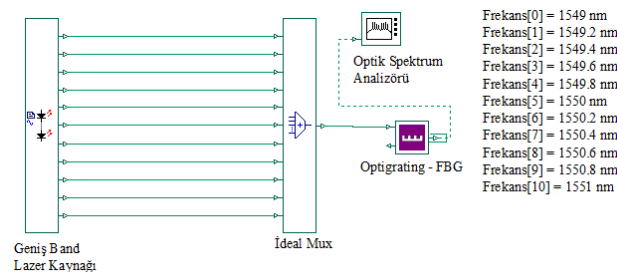 Geniş Band
Lazer Kaynağı
İdeal Mux
Optik Spektrum
Analizörü
Optigrating - FBG
Frekans[0] = 1549 nm
Frekans[1] = 1549.2 nm
Frekans[2] = 1549.4 nm
Frekans[3] = 1549.6 nm
Frekans[4] = 1549.8 nm
Frekans[5] = 1550 nm
Frekans[6] = 1550.2 nm
Frekans[7] = 1550.4 nm
Frekans[8] = 1550.6 nm
Frekans[9] = 1550.8 nm
Frekans[10] = 1551 nm